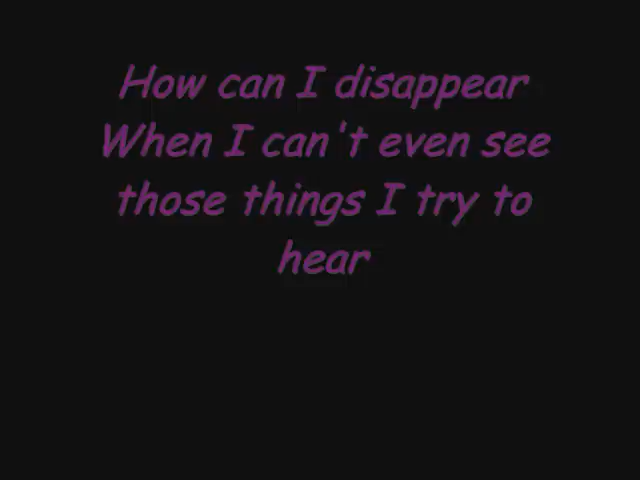 How can I disappear
When I can't even see
those things I try to
hear